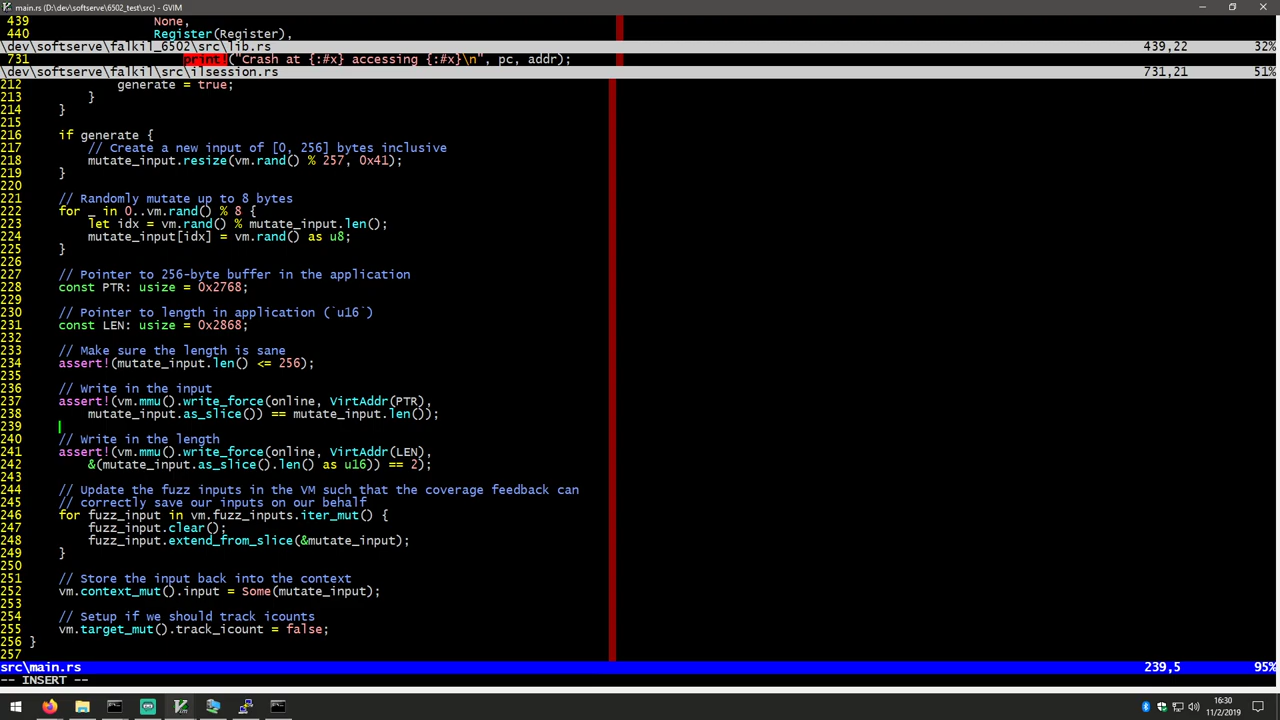 main.rs (D:\dev\softserve\6502_test\src) - GVIM
439 None,
440 Register(Register),
\dev\softserve\falkil_6502\src\lib.rs 439,22 32%
731 print!("Crash at {:#x} accessing {:#x}\n", pc, addr);
\dev\softserve\falkil\src\ilsession.rs 731,21 51%
212 generate = true;
213 }
214 }
215
216 if generate {
217 // Create a new input of [0, 256] bytes inclusive
218 mutate_input.resize(vm.rand() % 257, 0x41);
219 }
220
221 // Randomly mutate up to 8 bytes
222 for _ in 0..vm.rand() % 8 {
223 let idx = vm.rand() % mutate_input.len();
224 mutate_input[idx] = vm.rand() as u8;
225 }
226
227 // Pointer to 256-byte buffer in the application
228 const PTR: usize = 0x2768;
229
230 // Pointer to length in application (`u16`)
231 const LEN: usize = 0x2868;
232
233 // Make sure the length is sane
234 assert!(mutate_input.len() <= 256);
235
236 // Write in the input
237 assert!(vm.mmu().write_force(online, VirtAddr(PTR),
238 mutate_input.as_slice()) == mutate_input.len());
239
240 // Write in the length
241 assert!(vm.mmu().write_force(online, VirtAddr(LEN),
242 &(mutate_input.as_slice().len() as u16)) == 2);
243
244 // Update the fuzz inputs in the VM such that the coverage feedback can
245 // correctly save our inputs on our behalf
246 for fuzz_input in vm.fuzz_inputs.iter_mut() {
247 fuzz_input.clear();
248 fuzz_input.extend_from_slice(&mutate_input);
249 }
250
251 // Store the input back into the context
252 vm.context_mut().input = Some(mutate_input);
253
254 // Setup if we should track icounts
255 vm.target_mut().track_icount = false;
256 }
257
src\main.rs 239,5 95%
-- INSERT --
16:30
11/2/2019